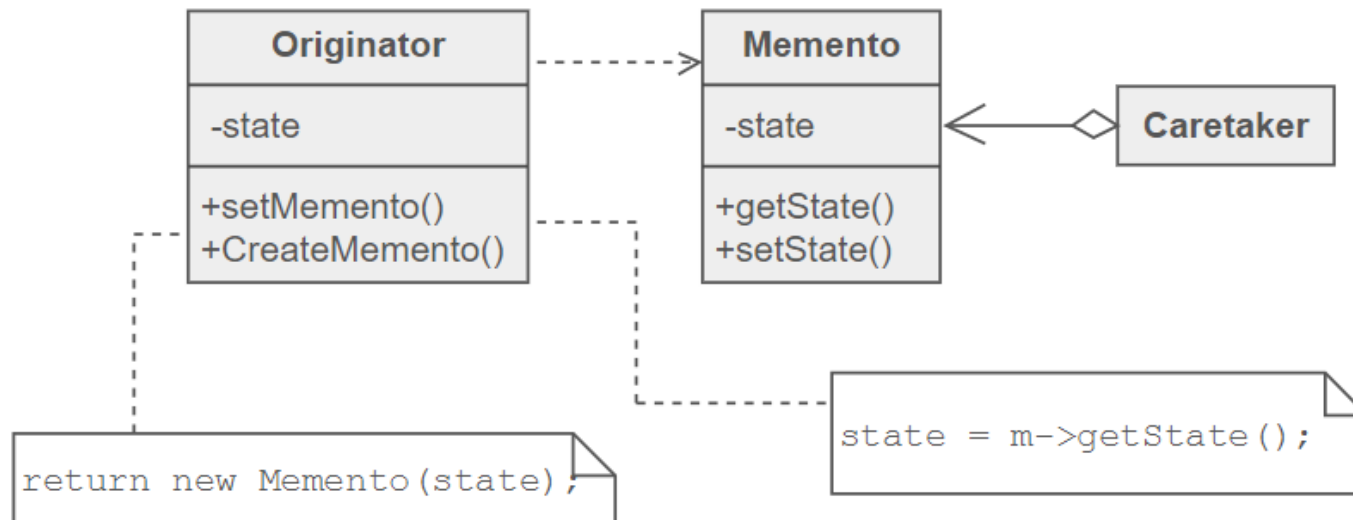 Originator
-state
+setMemento()
+CreateMemento()
Memento
-state
+getState()
+setState()
Caretaker
return new Memento(state);
state = m->getState();